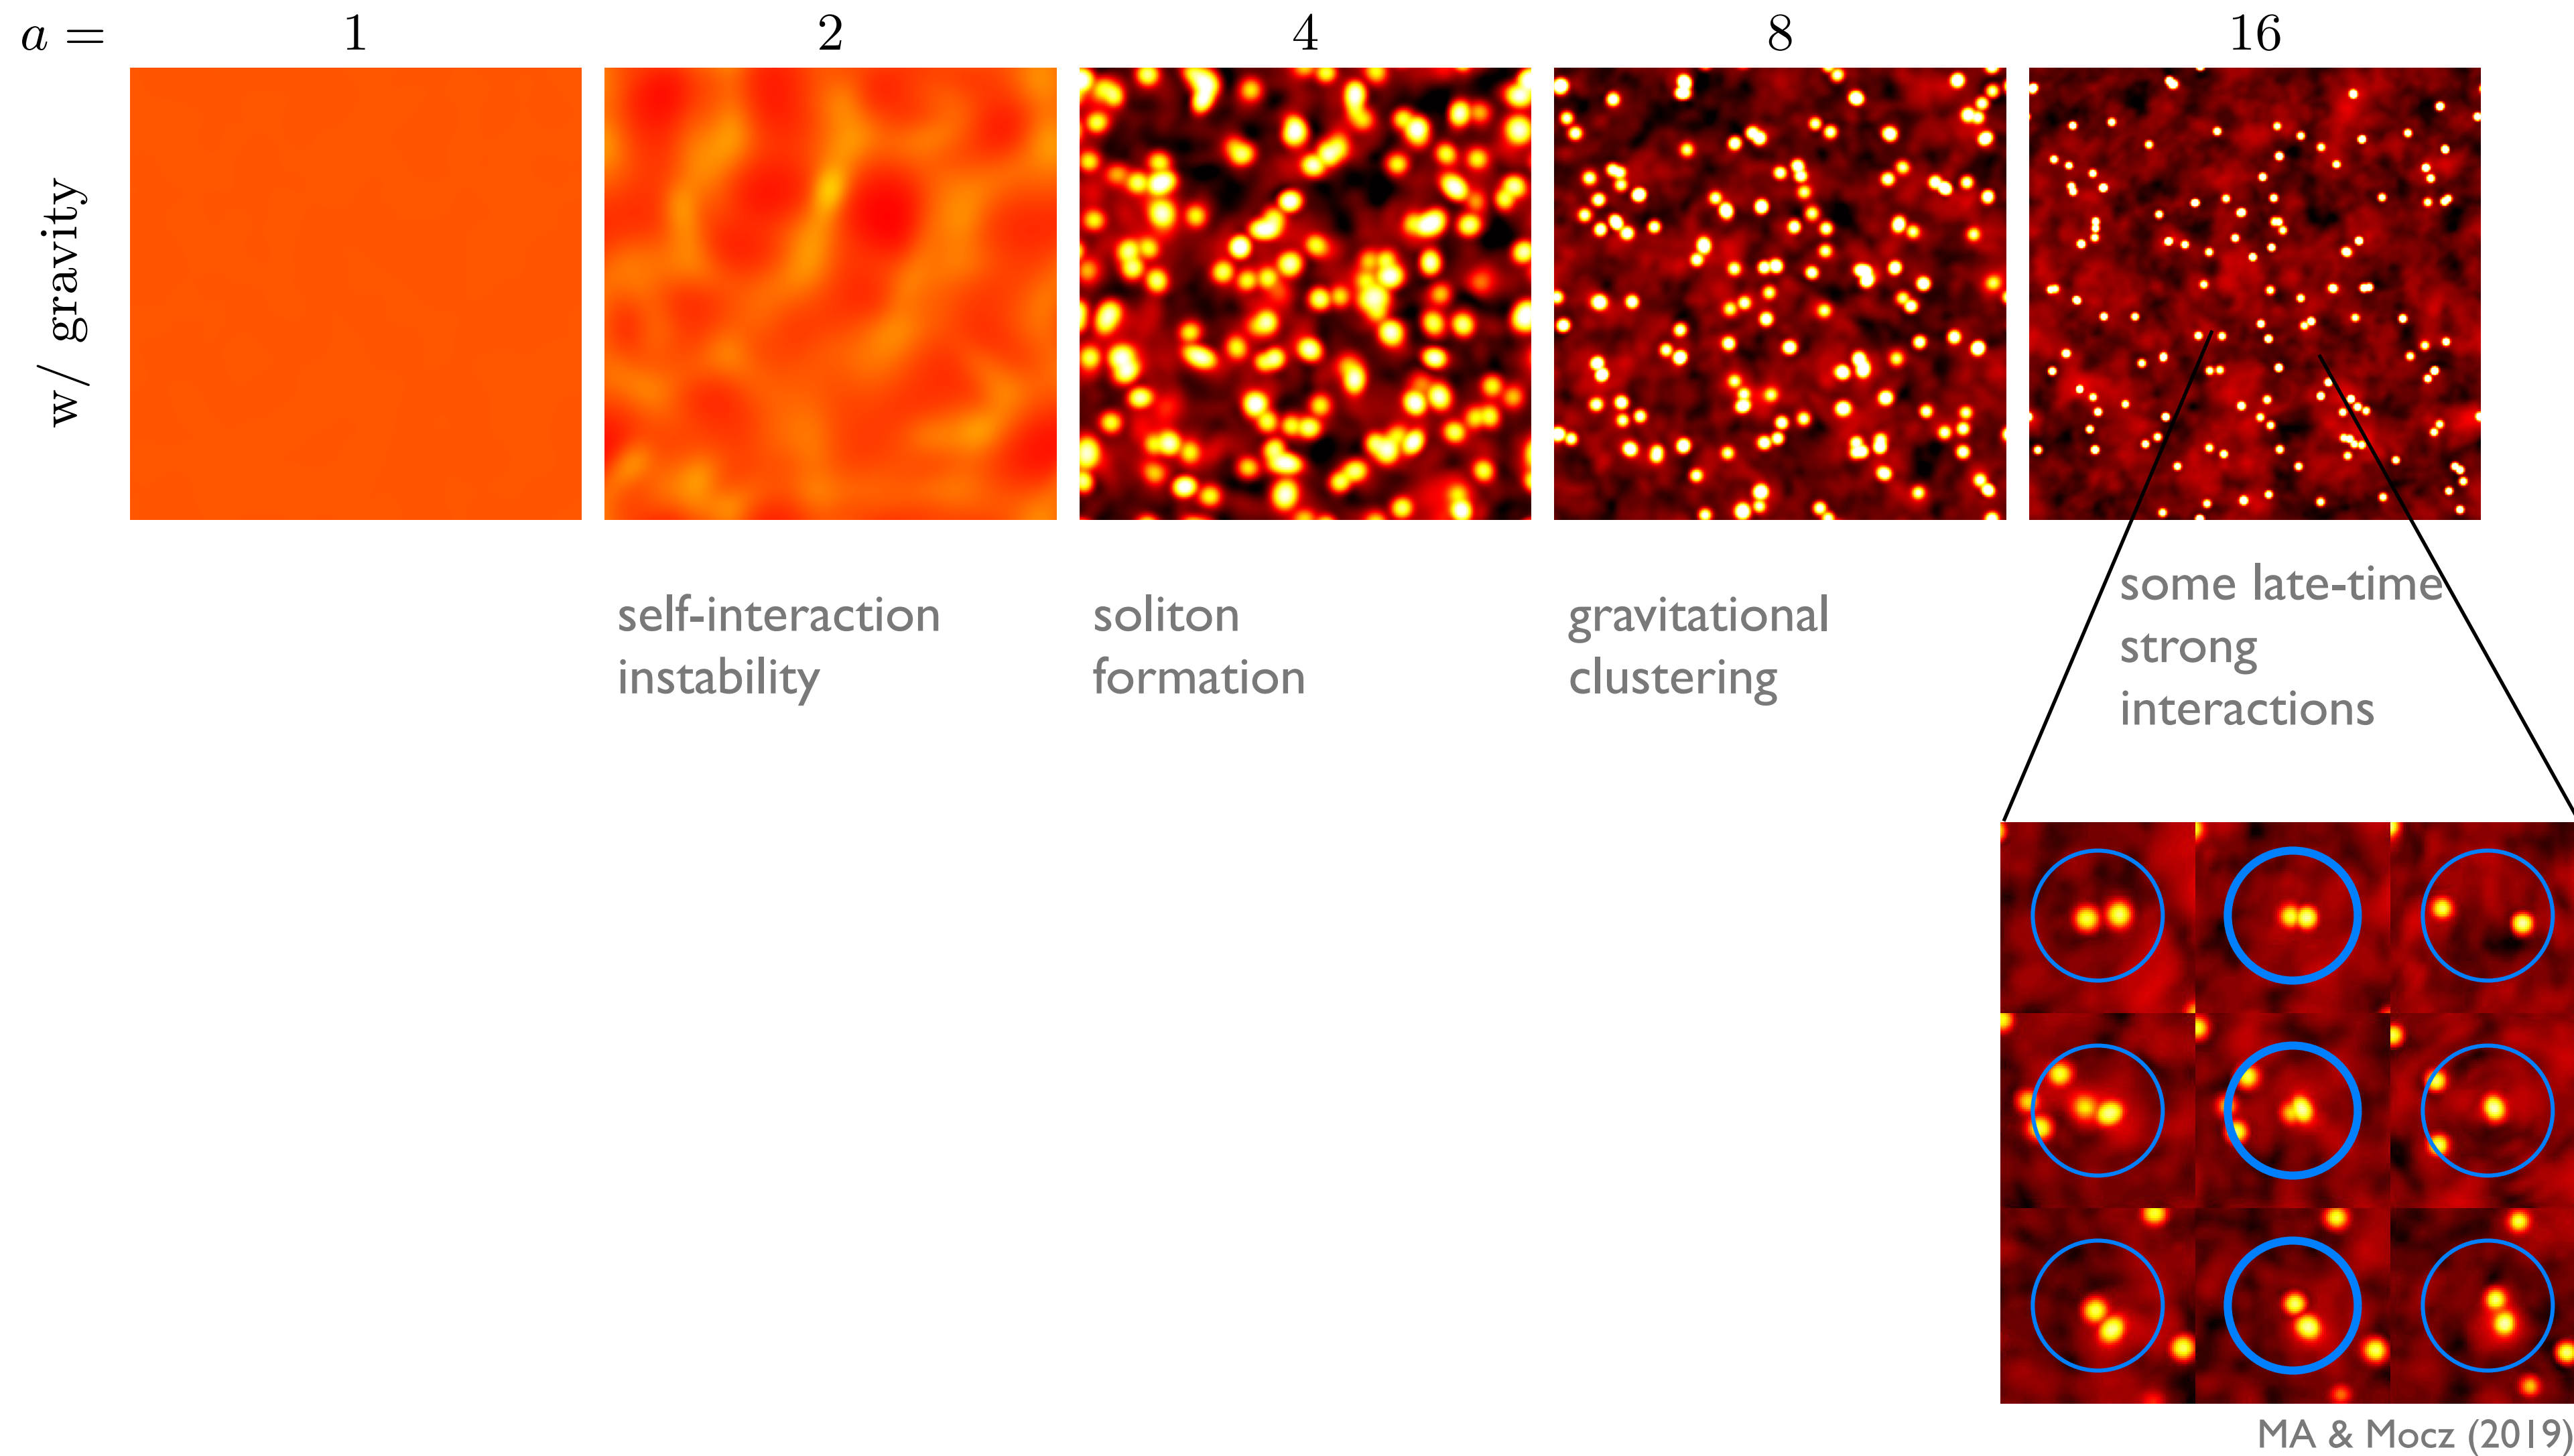 a = 1 2 4 8 16
w/ gravity
self-interaction
instability
soliton
formation
gravitational
clustering
some late-time
strong
interactions
MA & Mocz (2019)